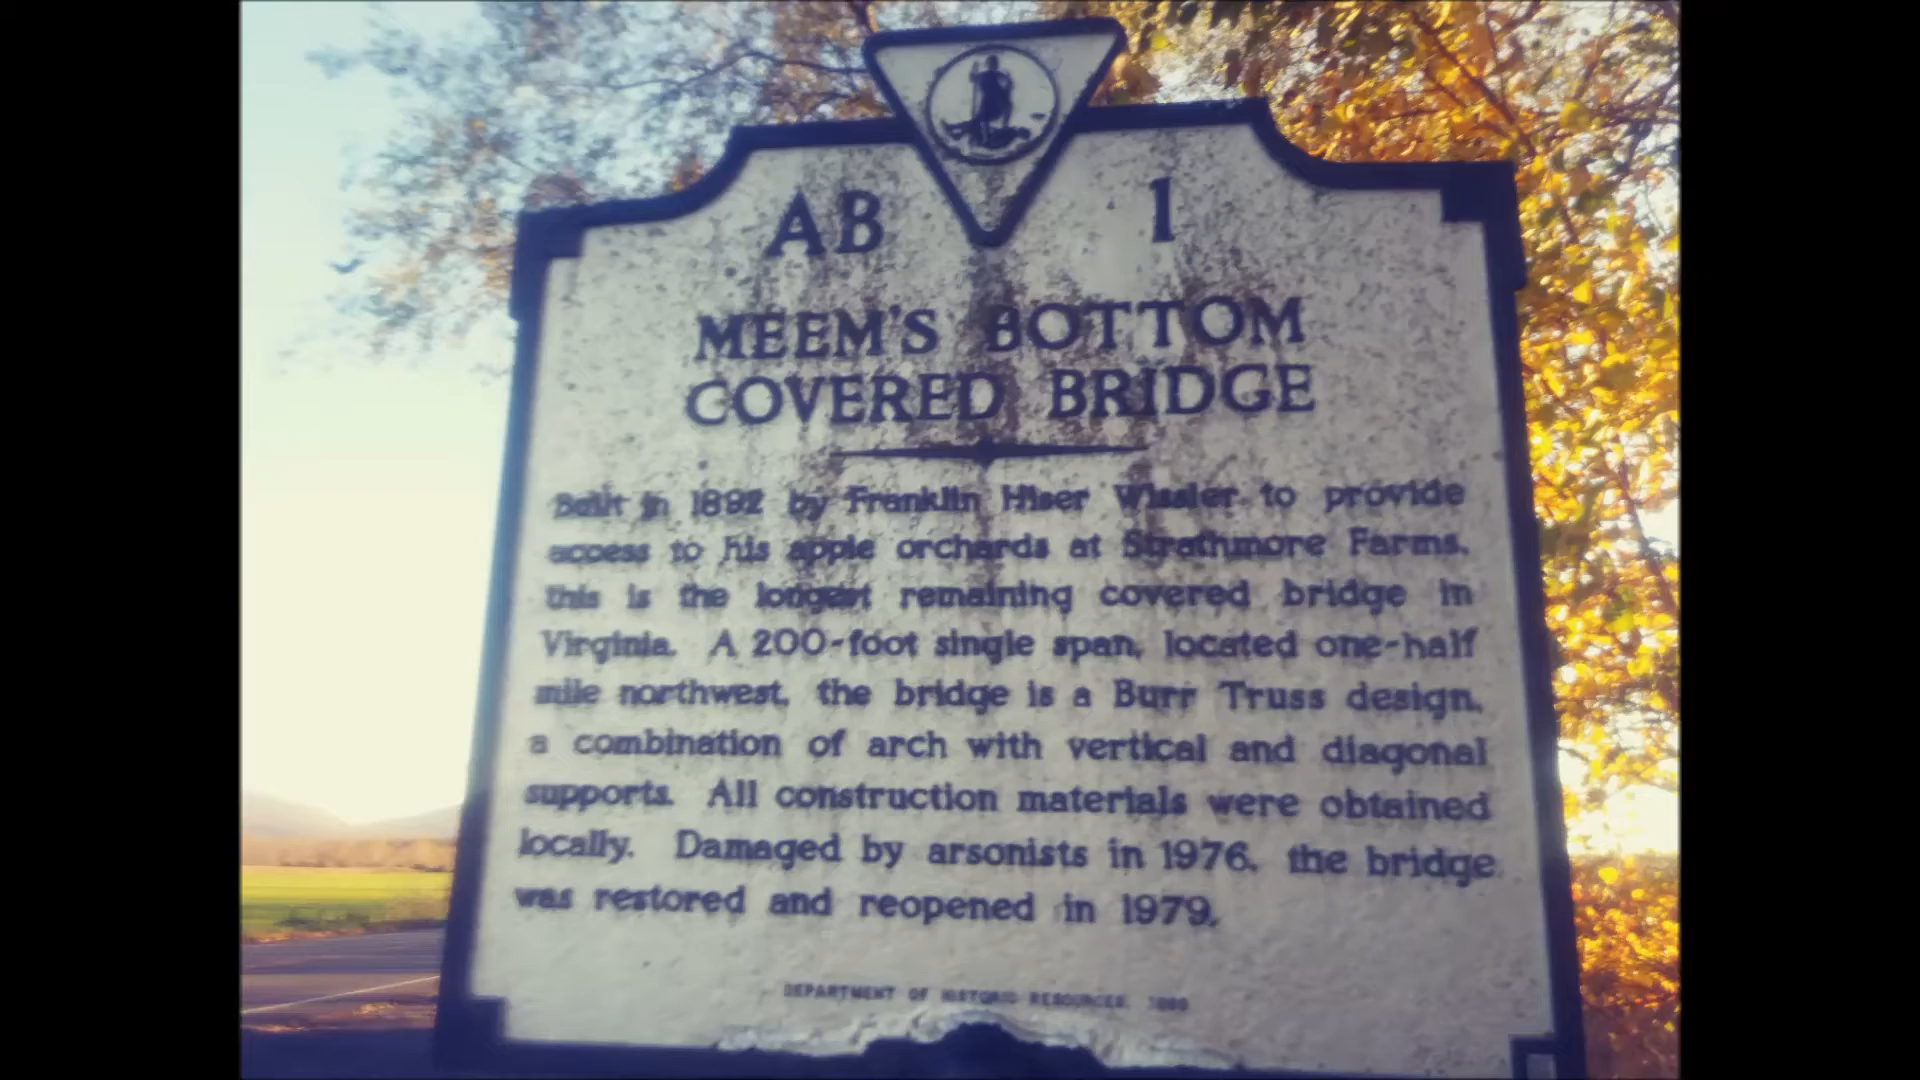 AB 1
MEEM'S BOTTOM
COVERED BRIDGE
Built in 1892 by Franklin Hiser Wissler to provide
access to his apple orchards at Strathmore Farms,
this is the longest remaining covered bridge in
Virginia. A 200-foot single span, located one-half
mile northwest, the bridge is a Burr Truss design,
a combination of arch with vertical and diagonal
supports. All construction materials were obtained
locally. Damaged by arsonists in 1976, the bridge
was restored and reopened in 1979.
DEPARTMENT OF HISTORIC RESOURCES,